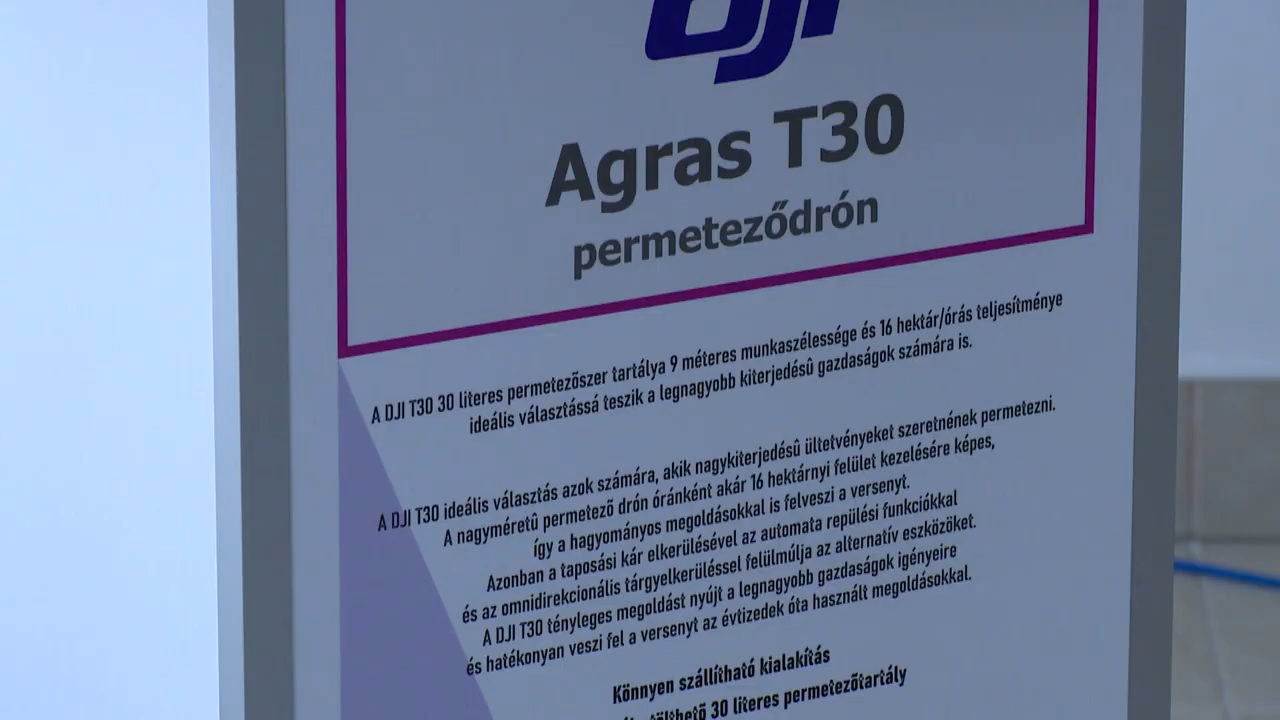 dji
Agras T30
permeteződrón
A DJI T30 30 literes permetezőszer tartálya 9 méteres munkaszélessége és 16 hektár/órás teljesítménye
ideális választássá teszik a legnagyobb kiterjedésû gazdaságok számára is.
A DJI T30 ideális választás azok számára, akik nagykiterjedésû ültetvényeket szeretnének permetezni.
A nagyméretû permetező drón óránként akár 16 hektárnyi felület kezelésére képes,
így a hagyományos megoldásokkal is felveszi a versenyt.
Azonban a taposási kár elkerülésével az automata repülési funkciókkal
és az omnidirekcionális tárgyelkerüléssel felülmúlja az alternatív eszközöket.
A DJI T30 tényleges megoldást nyújt a legnagyobb gazdaságok igényeire
és hatékonyan veszi fel a versenyt az évtizedek óta használt megoldásokkal.
Könnyen szállítható kialakítás
30 literes permetezőtartály